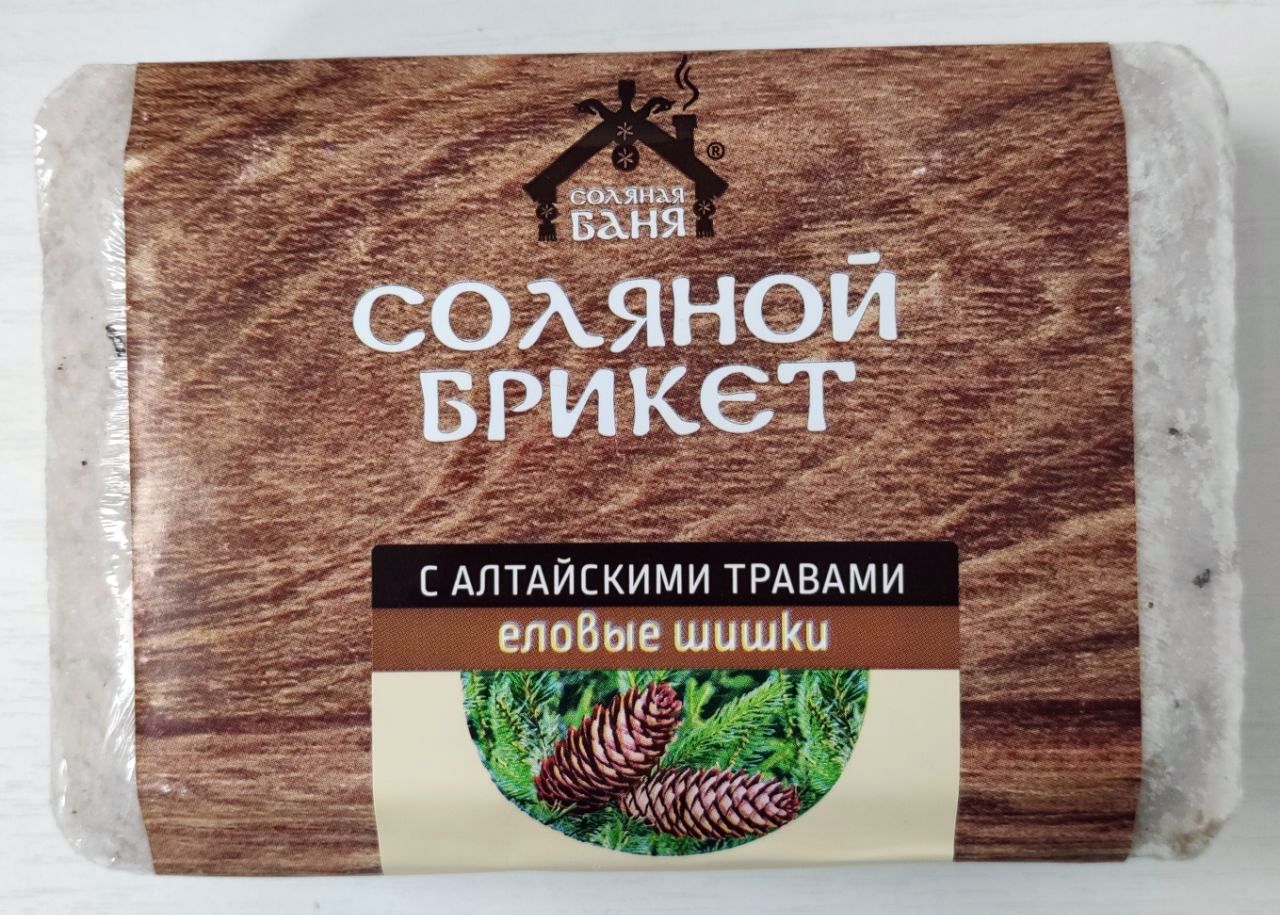 ®
СОЛЯНАЯ
БАНЯ
СОЛЯНОЙ
БРИКЕТ
С АЛТАЙСКИМИ ТРАВАМИ
еловые шишки